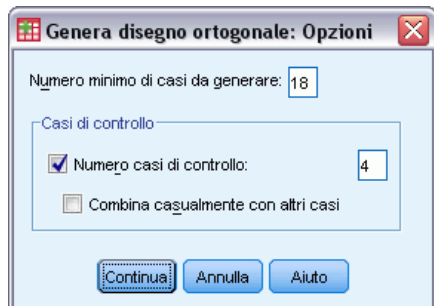 Genera disegno ortogonale: Opzioni
Numero minimo di casi da generare: 18
Casi di controllo
Numero casi di controllo: 4
Combina casualmente con altri casi
Continua Annulla Aiuto